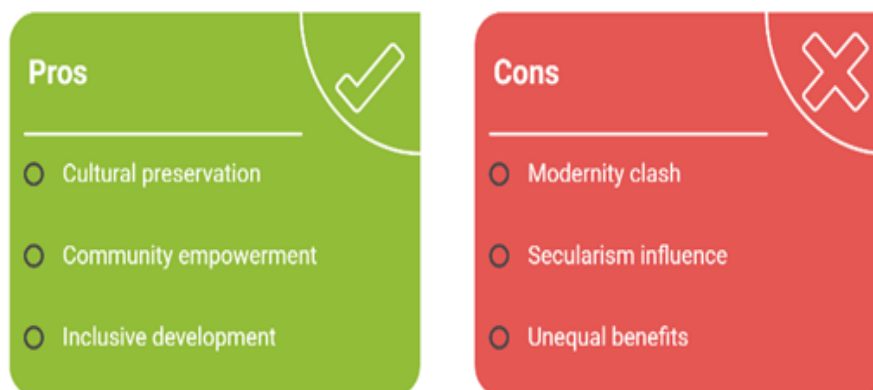 Pros
Cultural preservation
Community empowerment
Inclusive development
Cons
Modernity clash
Secularism influence
Unequal benefits